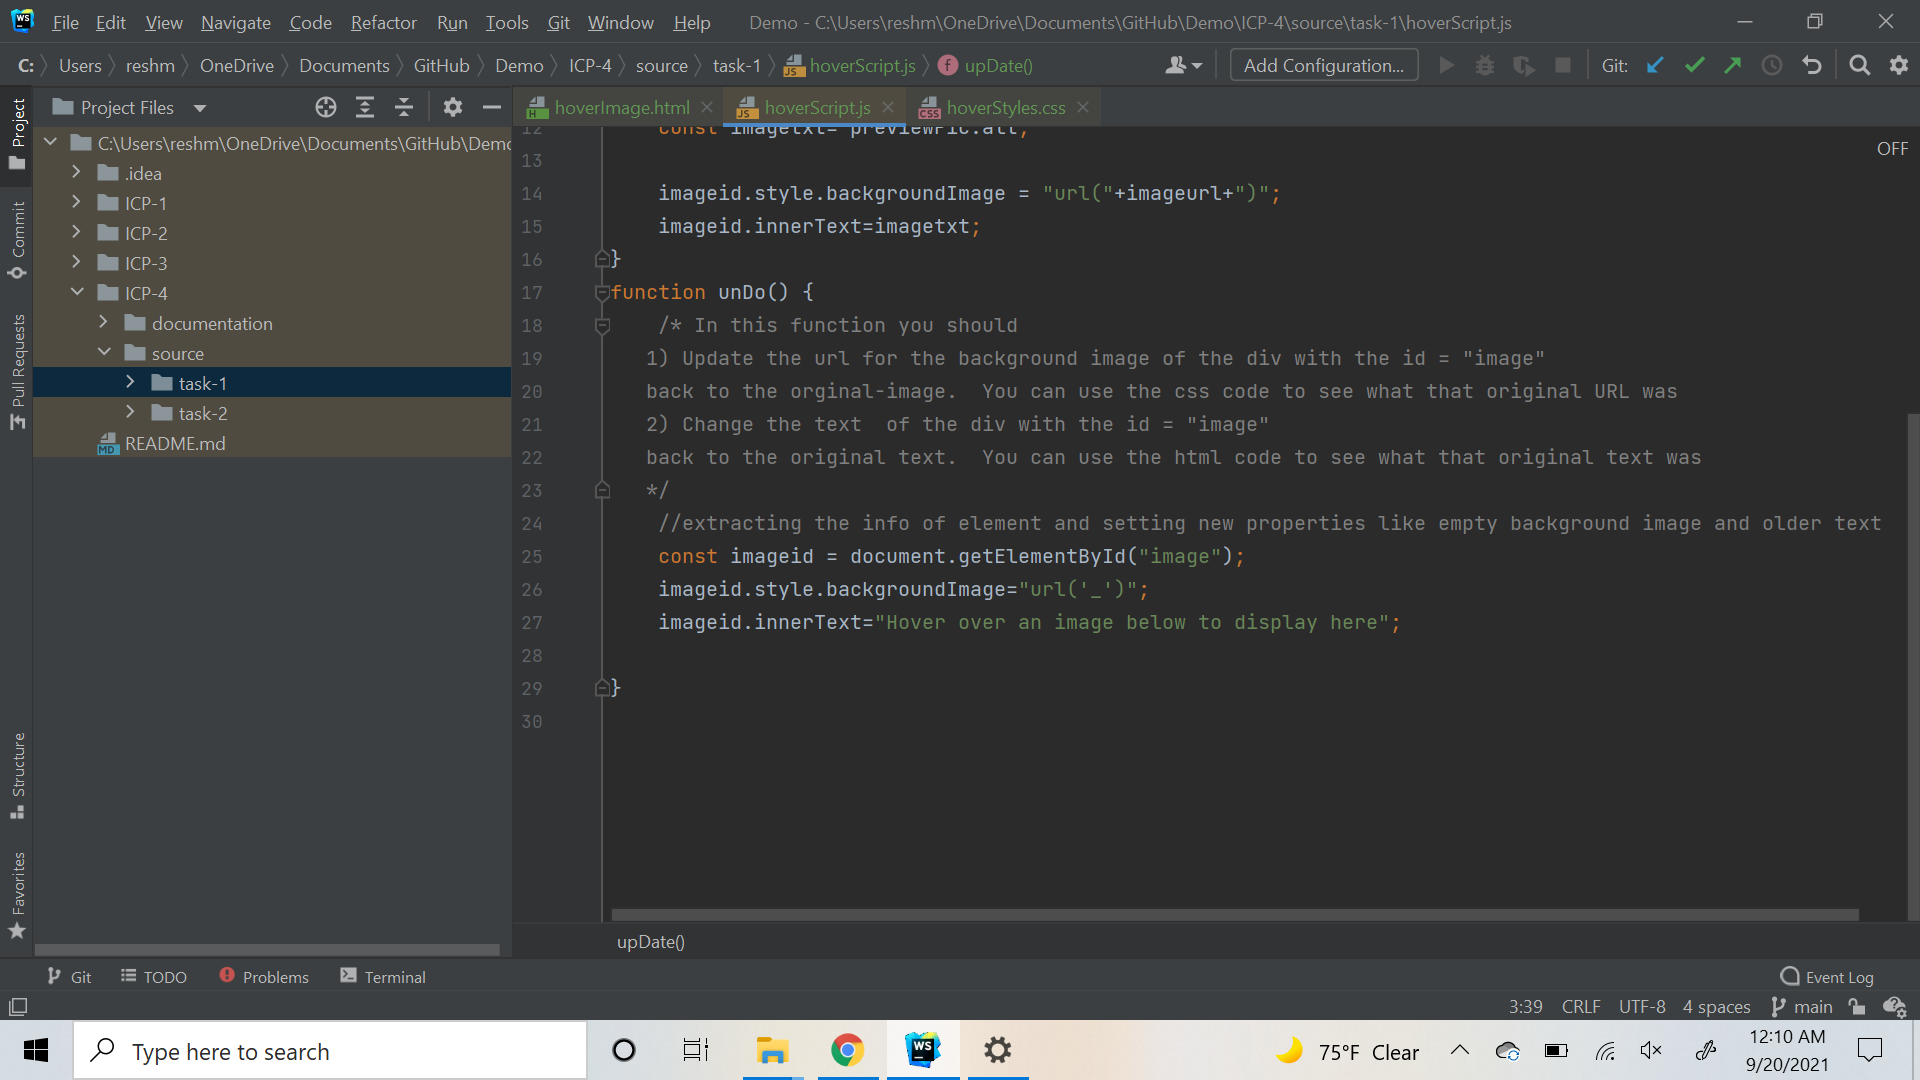 WS File Edit View Navigate Code Refactor Run Tools Git Window Help Demo - C:\Users\reshm\OneDrive\Documents\GitHub\Demo\ICP-4\source\task-1\hoverScript.js
C: Users reshm OneDrive Documents GitHub Demo ICP-4 source task-1 JS hoverScript.js f upDate() Add Configuration... Git:
Project
Commit
Pull Requests
Structure
Favorites
Project Files
C:\Users\reshm\OneDrive\Documents\GitHub\Demo
.idea
ICP-1
ICP-2
ICP-3
ICP-4
documentation
source
task-1
task-2
MD README.md
H hoverImage.html JS hoverScript.js CSS hoverStyles.css
OFF
12 const imagetxt= previewPic.alt;
13
14 imageid.style.backgroundImage = "url("+imageurl+")";
15 imageid.innerText=imagetxt;
16 }
17 function unDo() {
18 /* In this function you should
19 1) Update the url for the background image of the div with the id = "image"
20 back to the orginal-image.  You can use the css code to see what that original URL was
21 2) Change the text  of the div with the id = "image"
22 back to the original text.  You can use the html code to see what that original text was
23 */
24 //extracting the info of element and setting new properties like empty background image and older text
25 const imageid = document.getElementById("image");
26 imageid.style.backgroundImage="url('_')";
27 imageid.innerText="Hover over an image below to display here";
28
29 }
30
upDate()
Git TODO Problems Terminal Event Log
3:39 CRLF UTF-8 4 spaces main
Type here to search WS 75°F Clear 12:10 AM
9/20/2021